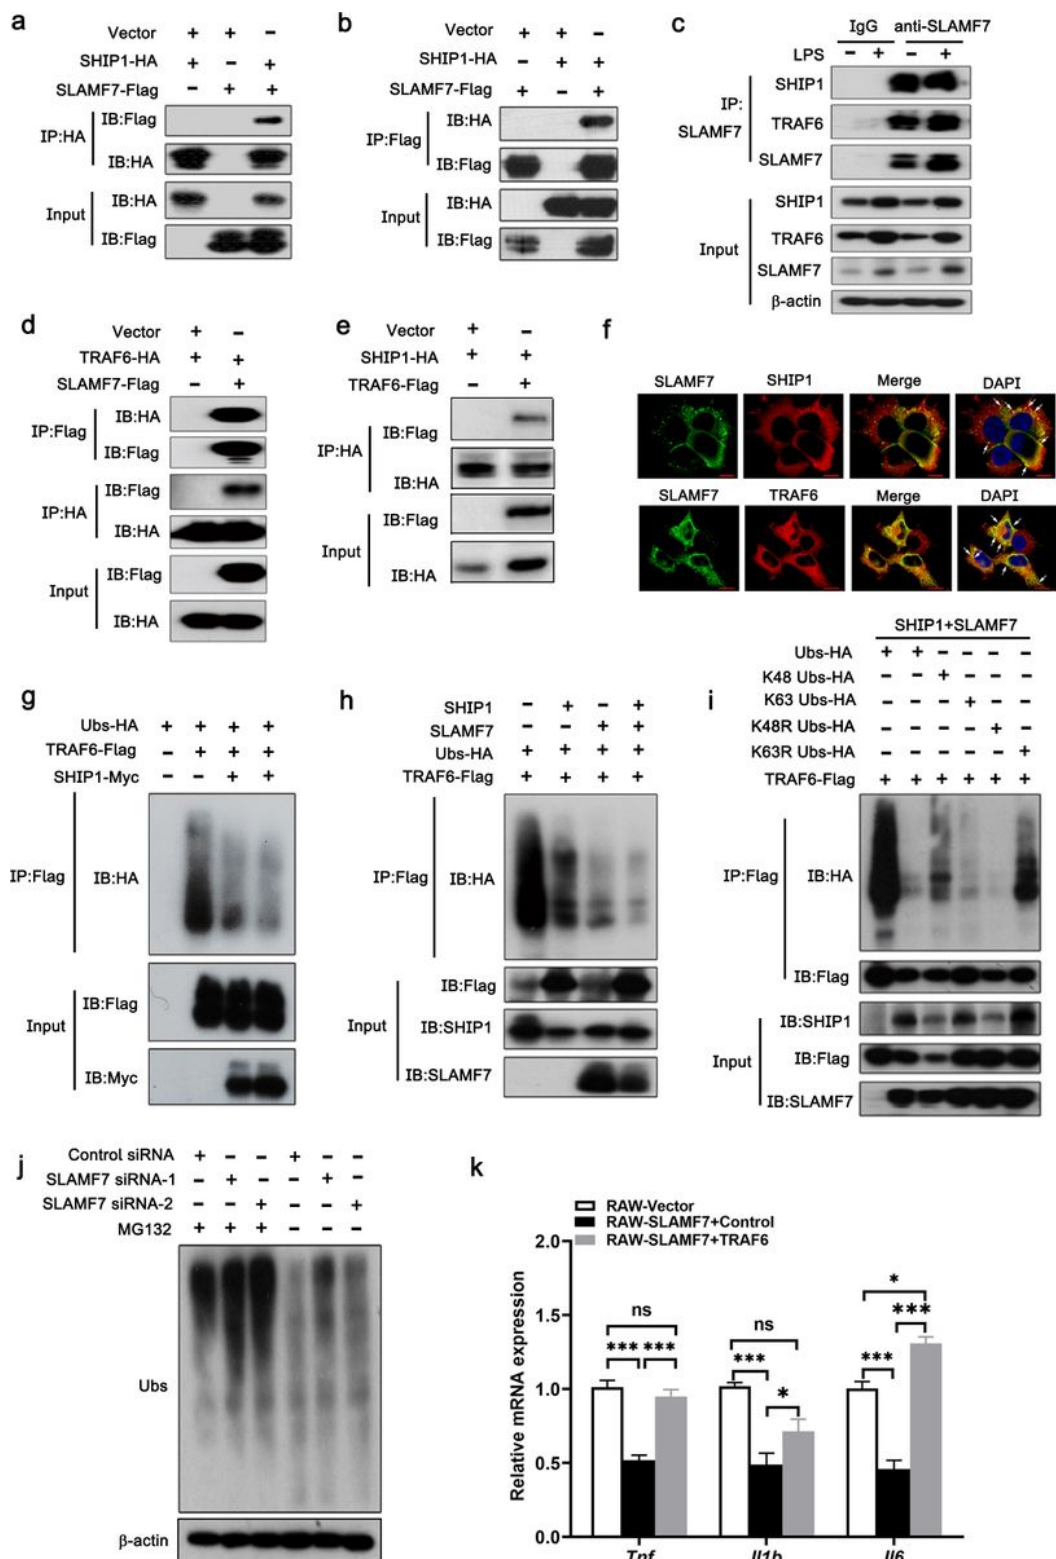 a
Vector + + -
SHIP1-HA + - +
SLAMF7-Flag - + +
IP:HA
IB:Flag
IB:HA
Input
IB:HA
IB:Flag
b
Vector + + -
SHIP1-HA - + +
SLAMF7-Flag + - +
IP:Flag
IB:HA
IB:Flag
Input
IB:HA
IB:Flag
c
IgG anti-SLAMF7
LPS - + - +
IP:
SLAMF7
SHIP1
TRAF6
SLAMF7
Input
SHIP1
TRAF6
SLAMF7
β-actin
d
Vector + -
TRAF6-HA + +
SLAMF7-Flag - +
IP:Flag
IB:HA
IB:Flag
IP:HA
IB:Flag
IB:HA
Input
IB:Flag
IB:HA
e
Vector + -
SHIP1-HA + +
TRAF6-Flag - +
IP:HA
IB:Flag
IB:HA
Input
IB:Flag
IB:HA
f
SLAMF7 SHIP1 Merge DAPI
SLAMF7 TRAF6 Merge DAPI
g
Ubs-HA + + + +
TRAF6-Flag - + + +
SHIP1-Myc - - + +
IP:Flag
IB:HA
Input
IB:Flag
IB:Myc
h
SHIP1 - + - +
SLAMF7 - - + +
Ubs-HA + + + +
TRAF6-Flag + + + +
IP:Flag
IB:HA
Input
IB:Flag
IB:SHIP1
IB:SLAMF7
i
SHIP1+SLAMF7
Ubs-HA + + - - - -
K48 Ubs-HA - - + - - -
K63 Ubs-HA - - - + - -
K48R Ubs-HA - - - - + -
K63R Ubs-HA - - - - - +
TRAF6-Flag + + + + + +
IP:Flag
IB:HA
IB:Flag
Input
IB:SHIP1
IB:Flag
IB:SLAMF7
j
Control siRNA + - - + - -
SLAMF7 siRNA-1 - + - - + -
SLAMF7 siRNA-2 - - + - - +
MG132 + + + - - -
Ubs
β-actin
k
RAW-Vector
RAW-SLAMF7+Control
RAW-SLAMF7+TRAF6
Relative mRNA expression
2.0
1.5
1.0
0.5
0.0
ns
*** ***
ns
***
*
*
***
***
Tnf Il1b Il6